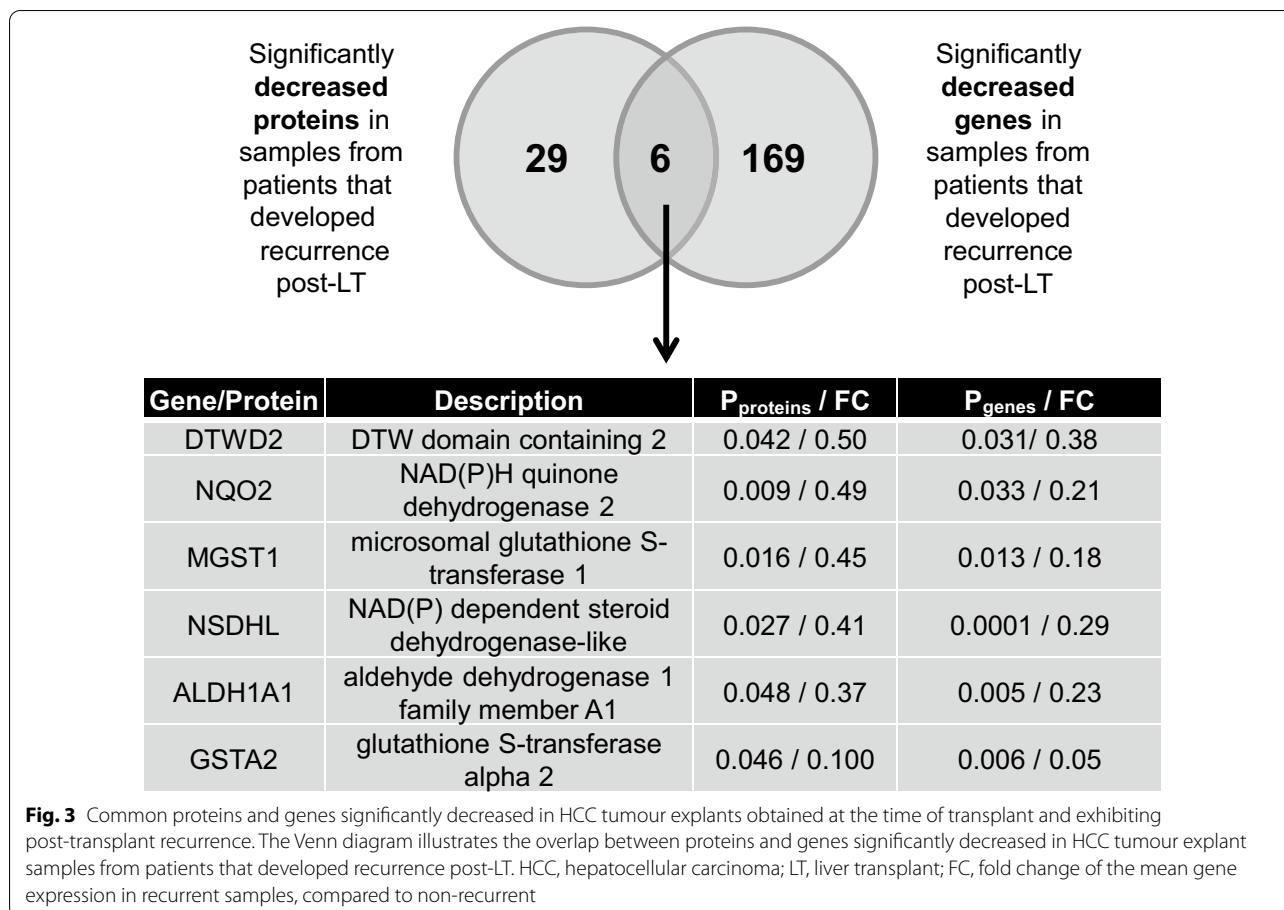 Significantly
decreased
proteins in
samples from
patients that
developed
recurrence
post-LT
29
6
169
Significantly
decreased
genes in
samples from
patients that
developed
recurrence
post-LT
Gene/Protein Description Pproteins / FC Pgenes / FC
DTWD2 DTW domain containing 2 0.042 / 0.50 0.031/ 0.38
NQO2 NAD(P)H quinone
dehydrogenase 2 0.009 / 0.49 0.033 / 0.21
MGST1 microsomal glutathione S-
transferase 1 0.016 / 0.45 0.013 / 0.18
NSDHL NAD(P) dependent steroid
dehydrogenase-like 0.027 / 0.41 0.0001 / 0.29
ALDH1A1 aldehyde dehydrogenase 1
family member A1 0.048 / 0.37 0.005 / 0.23
GSTA2 glutathione S-transferase
alpha 2 0.046 / 0.100 0.006 / 0.05
Fig. 3 Common proteins and genes significantly decreased in HCC tumour explants obtained at the time of transplant and exhibiting
post-transplant recurrence. The Venn diagram illustrates the overlap between proteins and genes significantly decreased in HCC tumour explant
samples from patients that developed recurrence post-LT. HCC, hepatocellular carcinoma; LT, liver transplant; FC, fold change of the mean gene
expression in recurrent samples, compared to non-recurrent